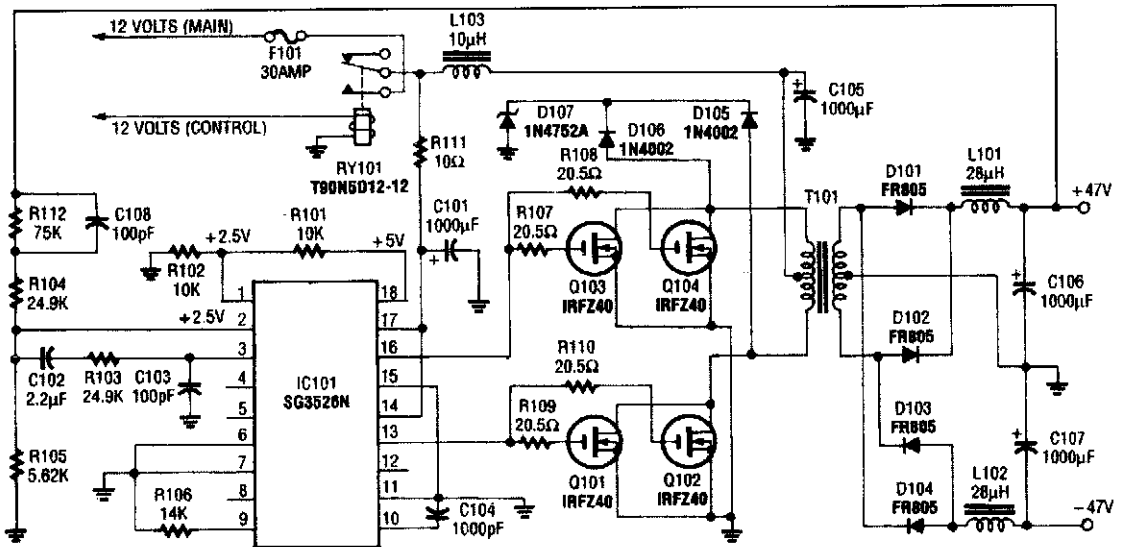 12 VOLTS (MAIN)
F101
30AMP
L103
10μH
12 VOLTS (CONTROL)
RY101
T90N5D12-12
R111
10Ω
D107
1N4752A
D106
1N4002
D105
1N4002
C105
1000μF
R112
75K
C108
100pF
R101
10K
C101
1000μF
R108
20.5Ω
R107
20.5Ω
T101
D101
FR805
L101
28μH
+47V
+2.5V
+5V
R102
10K
R104
24.9K
Q103
IRFZ40
Q104
IRFZ40
C106
1000μF
+2.5V
C102
2.2μF
R103
24.9K
C103
100pF
IC101
SG3526N
1
2
3
4
5
6
7
8
9
18
17
16
15
14
13
12
11
10
R110
20.5Ω
R109
20.5Ω
D102
FR805
D103
FR805
C107
1000μF
R105
5.62K
R106
14K
C104
1000pF
Q101
IRFZ40
Q102
IRFZ40
D104
FR805
L102
28μH
-47V